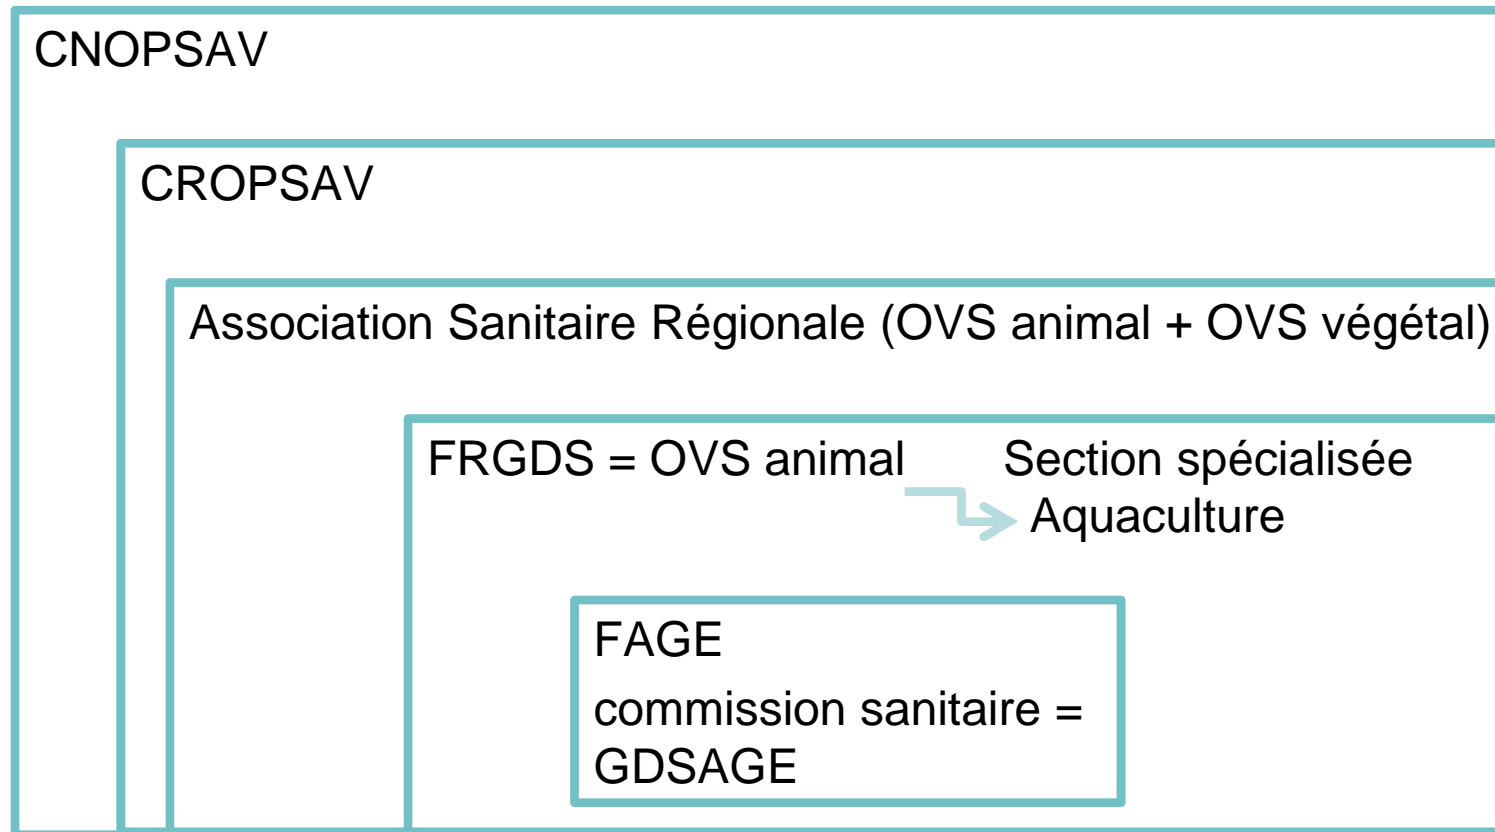 CNOPSAV
CROPSAV
Association Sanitaire Régionale (OVS animal + OVS végétal)
FRGDS = OVS animal
Section spécialisée
Aquaculture
FAGE
commission sanitaire =
GDSAGE